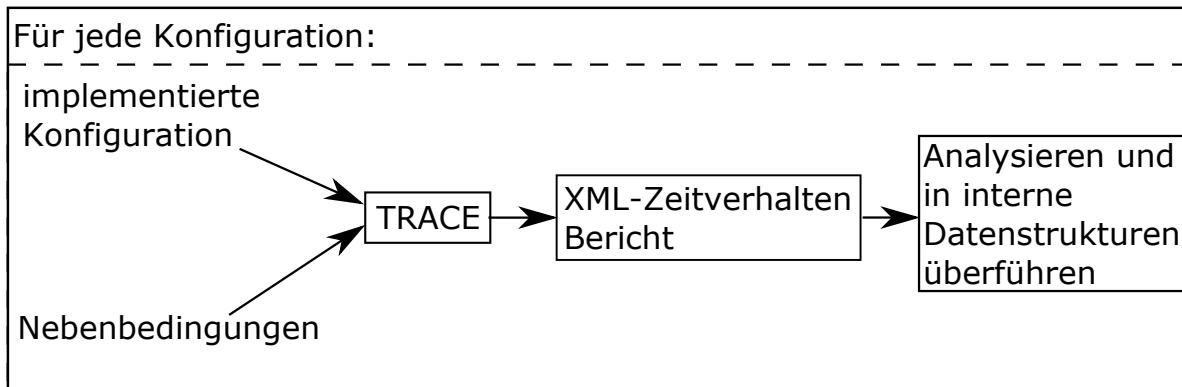 Für jede Konfiguration:
implementierte
Konfiguration
TRACE
XML-Zeitverhalten
Bericht
Analysieren und
in interne
Datenstrukturen
überführen
Nebenbedingungen